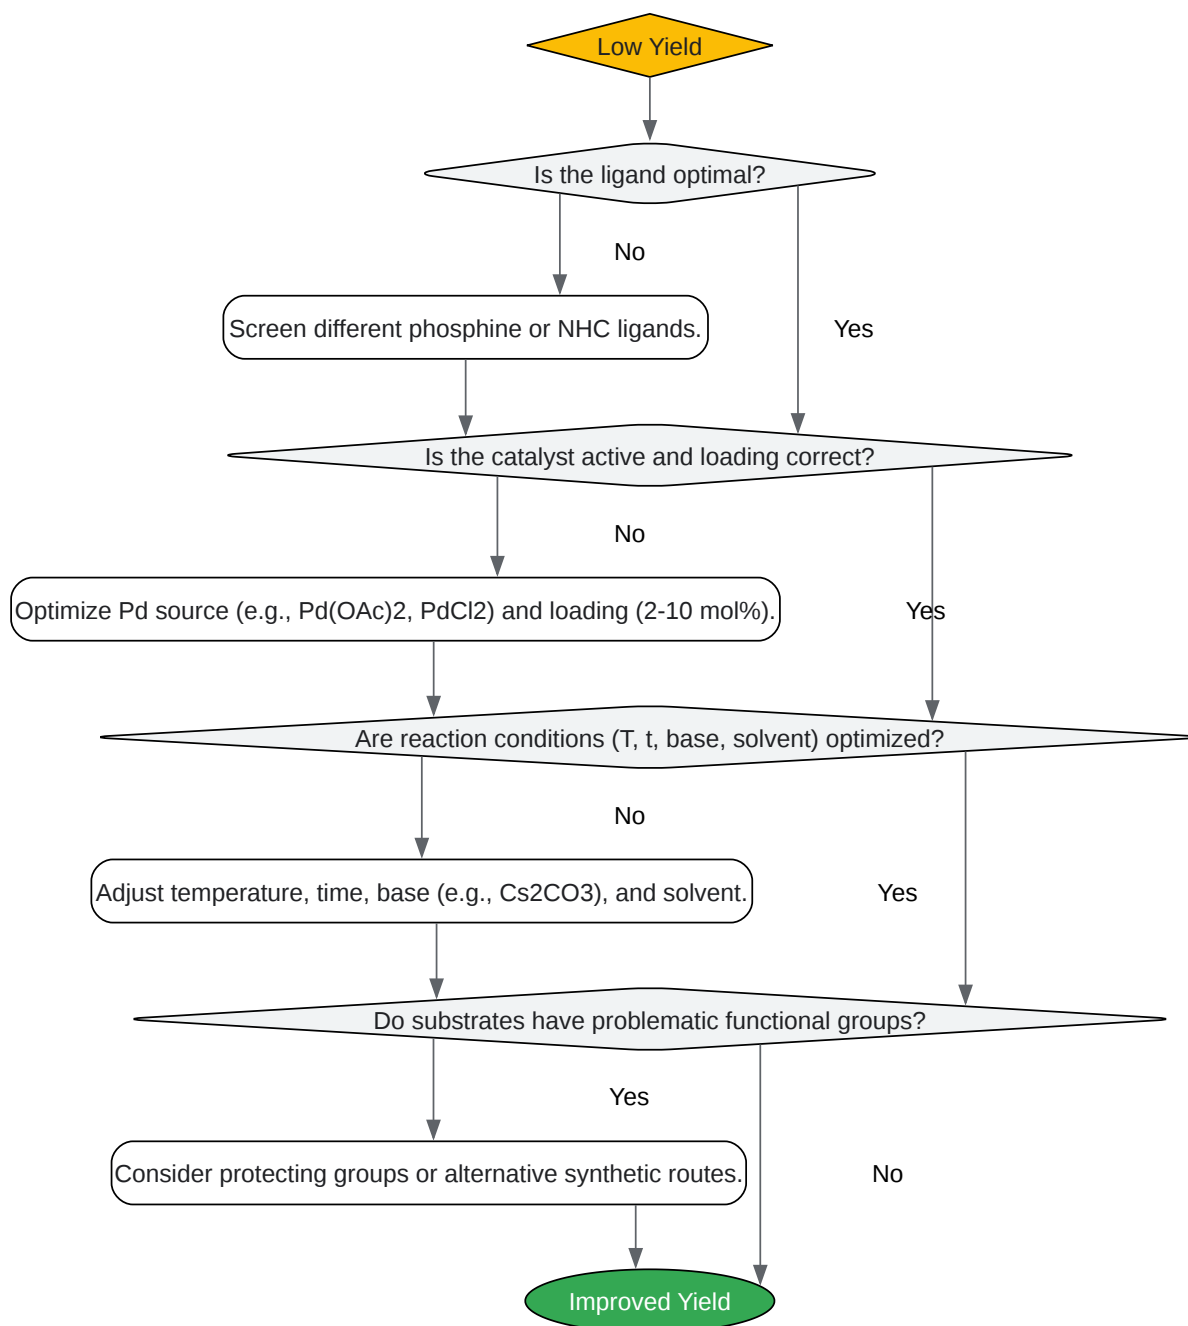 Low Yield
Is the ligand optimal?
No
Screen different phosphine or NHC ligands.
Yes
Is the catalyst active and loading correct?
No
Optimize Pd source (e.g., Pd(OAc)2, PdCl2) and loading (2-10 mol%).
Yes
Are reaction conditions (T, t, base, solvent) optimized?
No
Adjust temperature, time, base (e.g., Cs2CO3), and solvent.
Yes
Do substrates have problematic functional groups?
Yes
Consider protecting groups or alternative synthetic routes.
No
Improved Yield